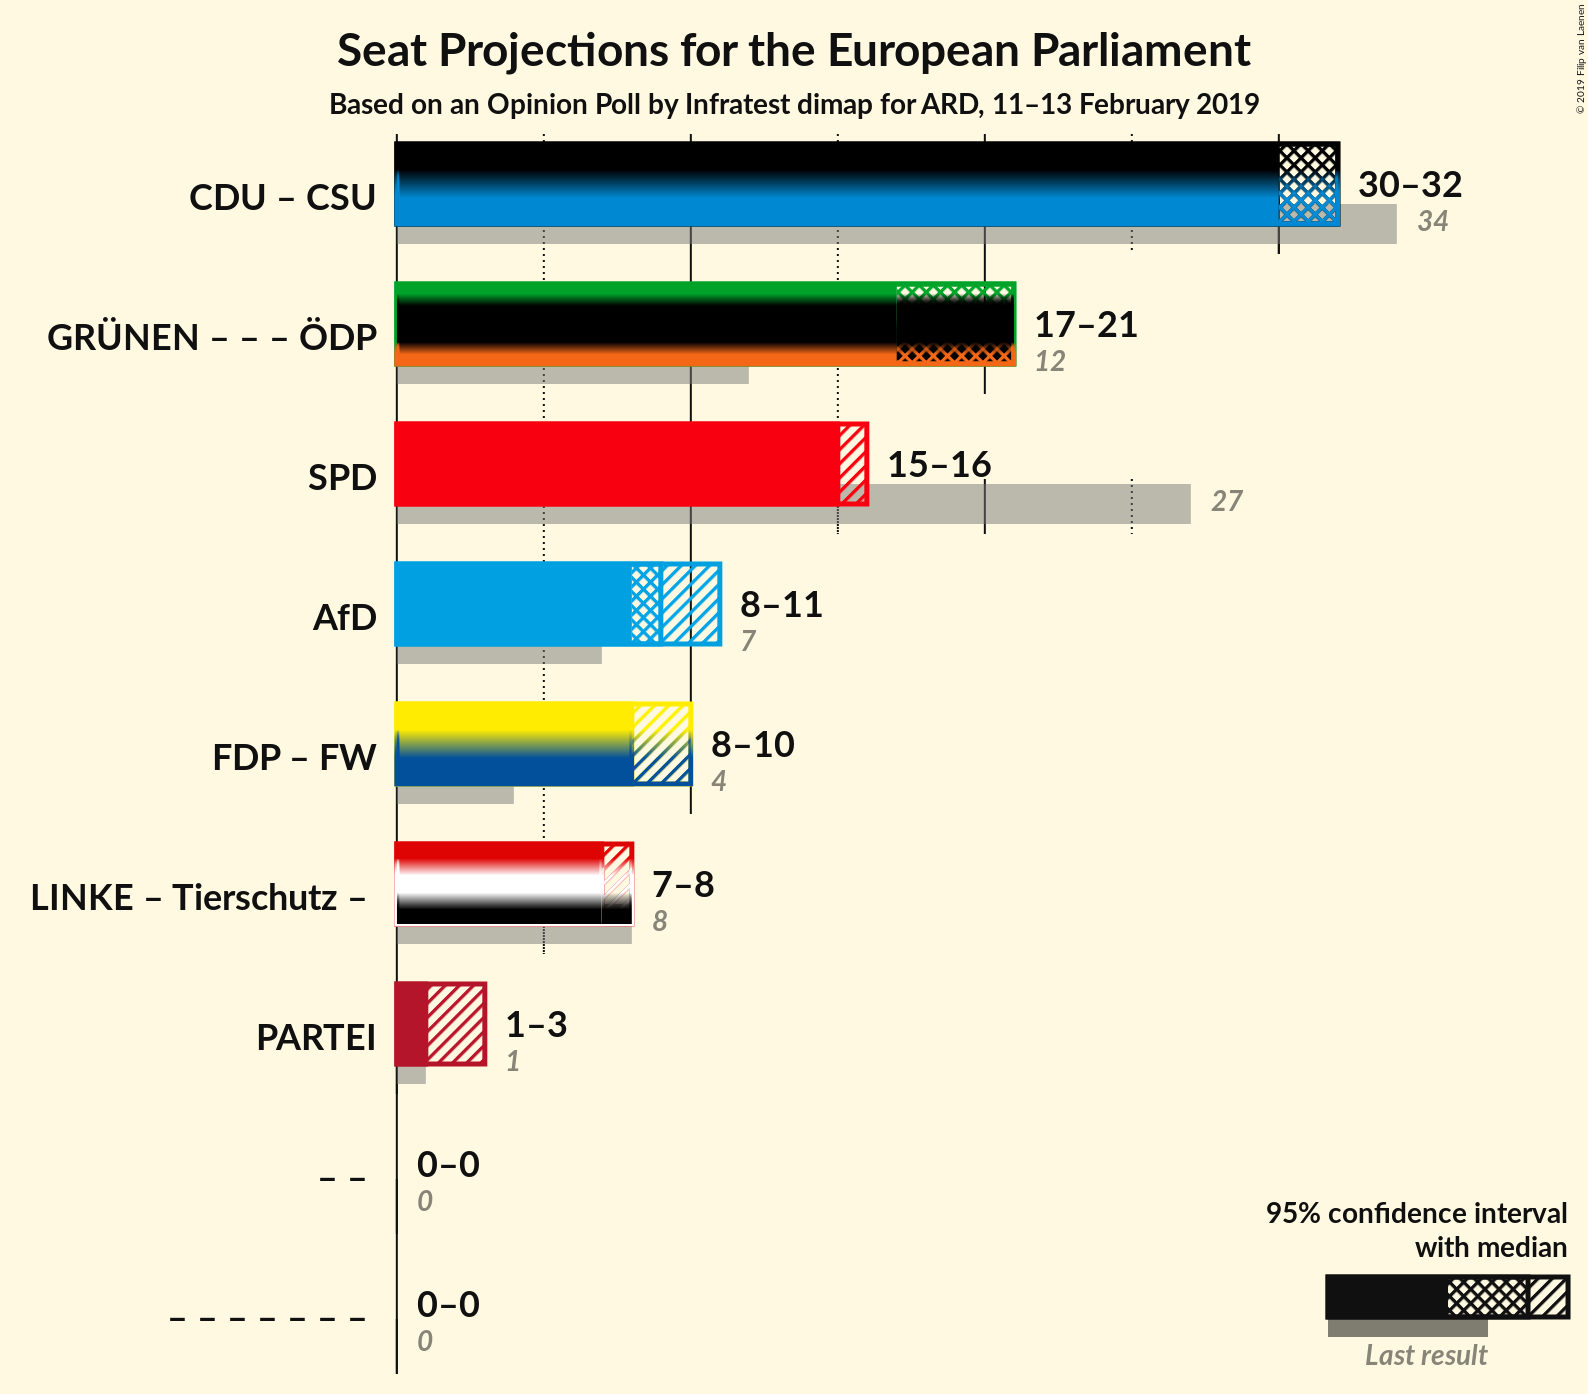 Seat Projections for the European Parliament
Based on an Opinion Poll by Infratest dimap for ARD, 11–13 February 2019
© 2019 Filip van Laenen
CDU – CSU
30–32
34
GRÜNEN – – – ÖDP
17–21
12
SPD
15–16
27
AfD
8–11
7
FDP – FW
8–10
4
LINKE – Tierschutz –
7–8
8
PARTEI
1–3
1
– –
0–0
0
– – – – – – –
0–0
0
95% confidence interval
with median
Last result